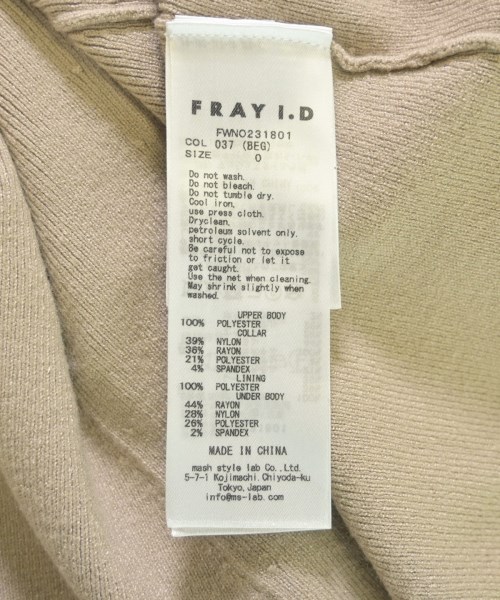 FRAY I.D
FWNO231801
COL 037 (BEG)
SIZE 0
Do not wash.
Do not bleach.
Do not tumble dry.
Cool iron,
use press cloth.
Dryclean,
petroleum solvent only,
short cycle.
Be careful not to expose
to friction or let it
get caught.
Use the net when cleaning.
May shrink slightly when
washed.
UPPER BODY
100% POLYESTER
COLLAR
39% NYLON
36% RAYON
21% POLYESTER
4% SPANDEX
LINING
100% POLYESTER
UNDER BODY
44% RAYON
28% NYLON
26% POLYESTER
2% SPANDEX
MADE IN CHINA
mash style lab Co.,Ltd.
5-7-1 Kojimachi,Chiyoda-ku
Tokyo,Japan
info@ms-lab.com